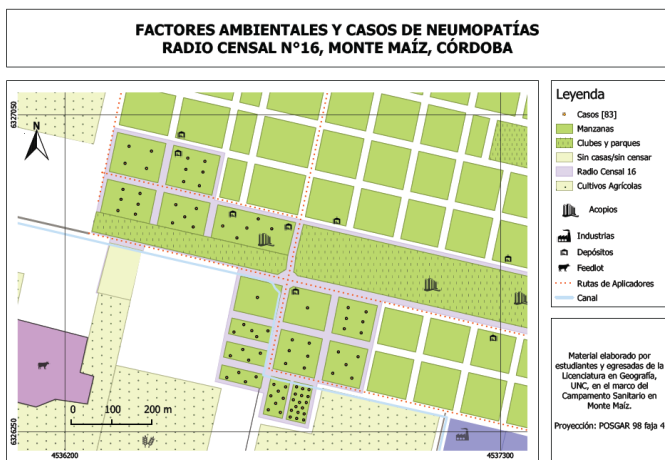 FACTORES AMBIENTALES Y CASOS DE NEUMOPATÍAS
RADIO CENSAL N°16, MONTE MAÍZ, CÓRDOBA
6327050
N
6326250
0 100 200 m
4536200
4537300
Leyenda
Casos [83]
Manzanas
Clubes y parques
Sin casas/sin censar
Radio Censal 16
Cultivos Agrícolas
Acopios
Industrias
Depósitos
Feedlot
Rutas de Aplicadores
Canal
Material elaborado por
estudiantes y egresadas de la
Licenciatura en Geografía,
UNC, en el marco del
Campamento Sanitario en
Monte Maíz.
Proyección: POSGAR 98 faja 4